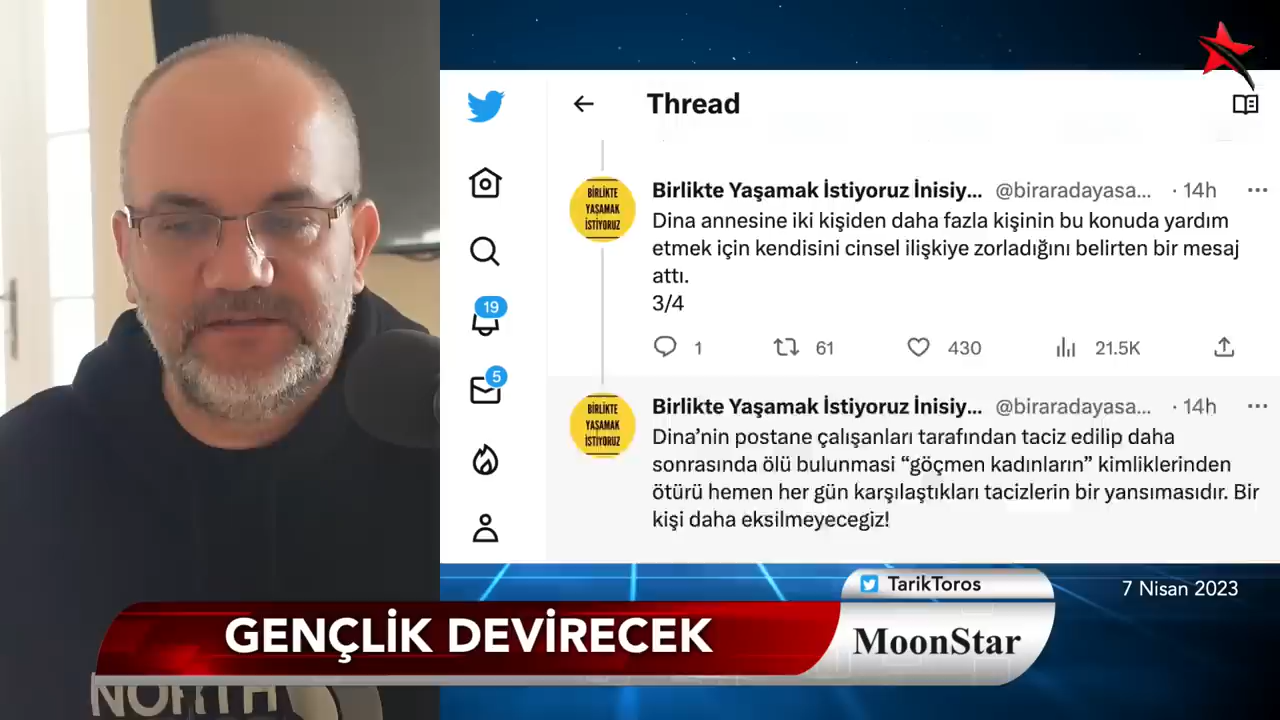 Thread
BİRLİKTE
YAŞAMAK
İSTİYORUZ
Birlikte Yaşamak İstiyoruz İnisiy... @biraradayasa... · 14h
Dina annesine iki kişiden daha fazla kişinin bu konuda yardım
etmek için kendisini cinsel ilişkiye zorladığını belirten bir mesaj
attı.
3/4
1 61 430 21.5K
19
5
BİRLİKTE
YAŞAMAK
İSTİYORUZ
Birlikte Yaşamak İstiyoruz İnisiy... @biraradayasa... · 14h
Dina’nin postane çalışanları tarafından taciz edilip daha
sonrasında ölü bulunmasi “göçmen kadınların” kimliklerinden
ötürü hemen her gün karşılaştıkları tacizlerin bir yansımasıdır. Bir
kişi daha eksilmeyecegiz!
TarikToros
7 Nisan 2023
GENÇLİK DEVİRECEK
MoonStar
NORTH